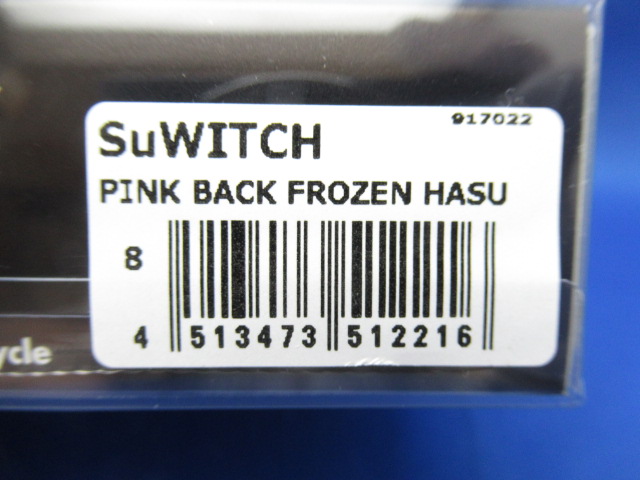 917022
SuWITCH
PINK BACK FROZEN HASU
8
4 513473 512216
ycle